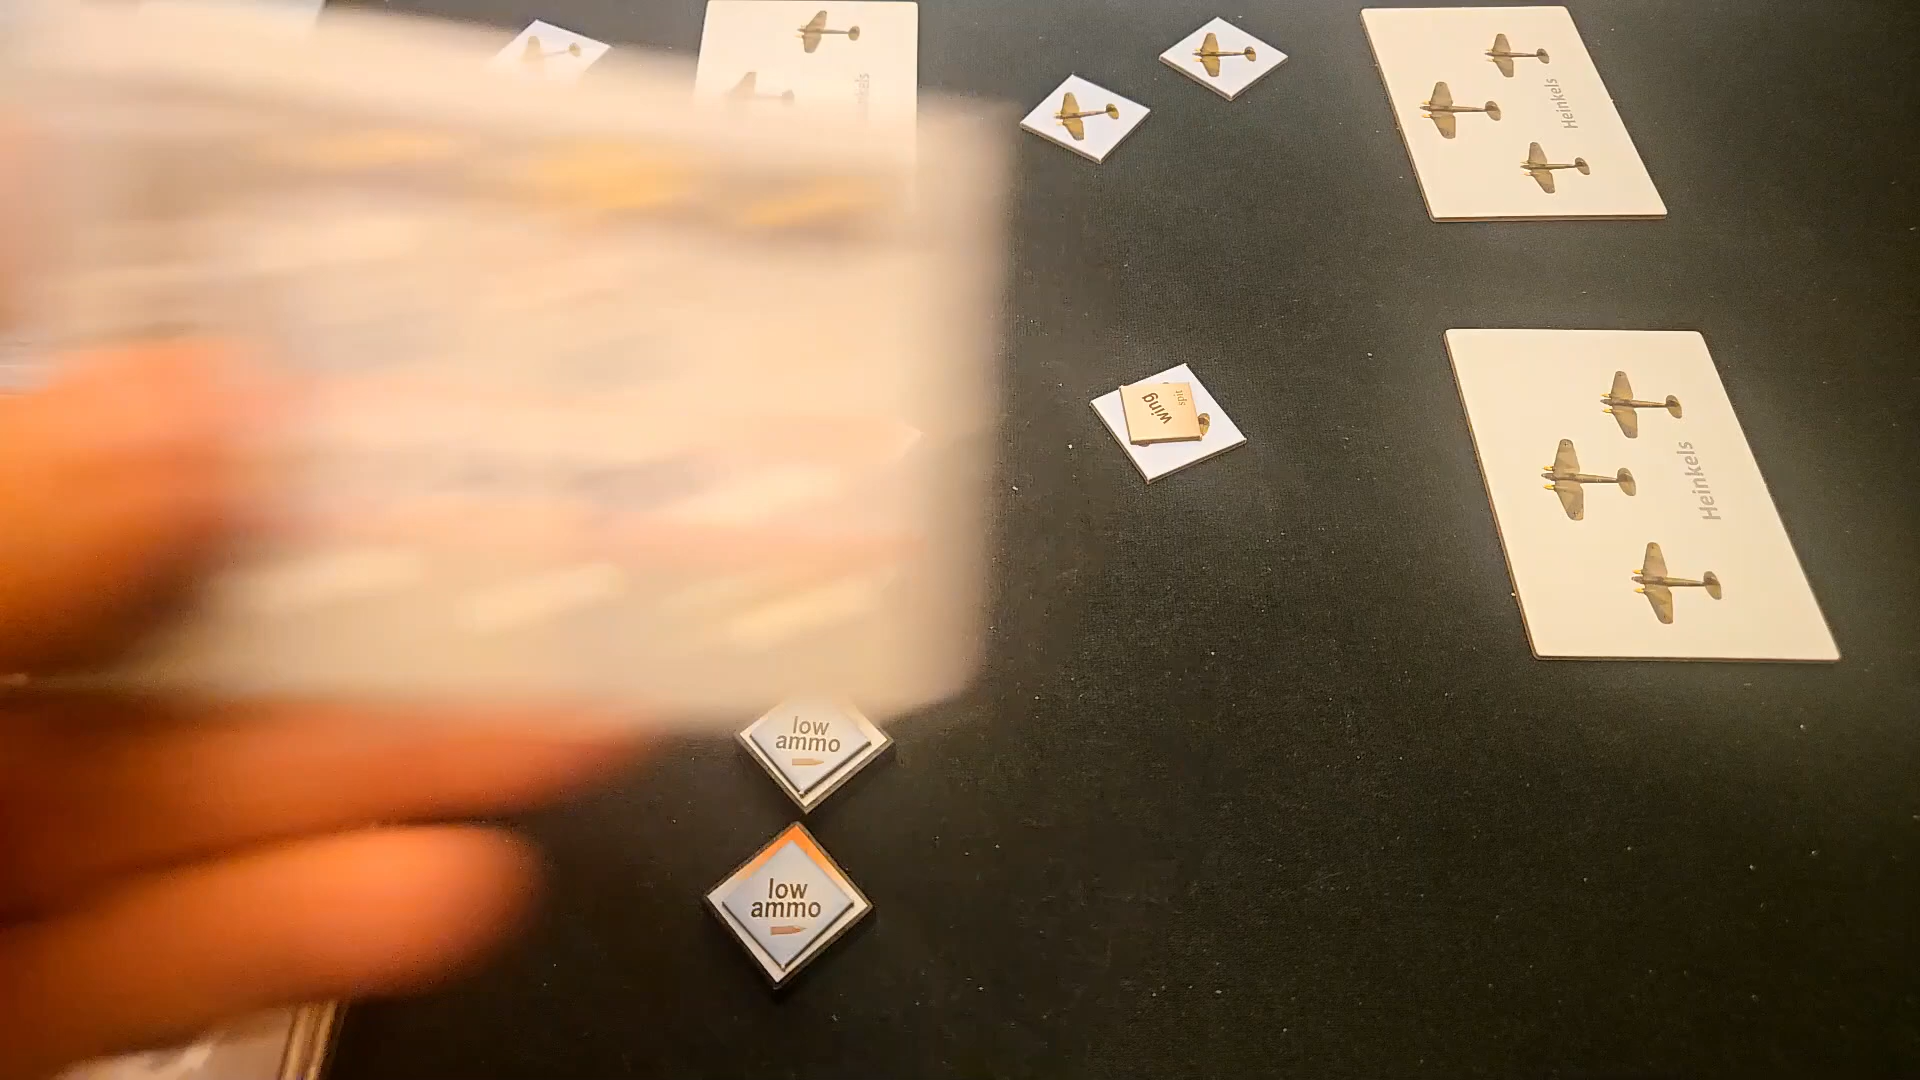 Heinkels
spit
wing
Heinkels
low
ammo
low
ammo